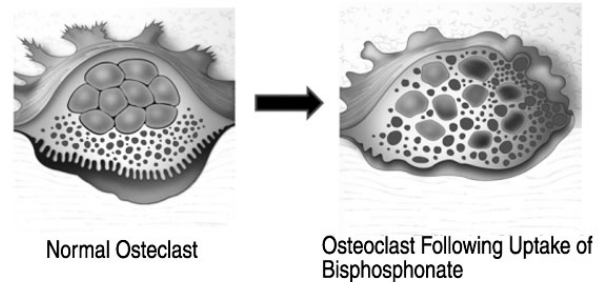 Normal Osteclast
Osteoclast Following Uptake of
Bisphosphonate